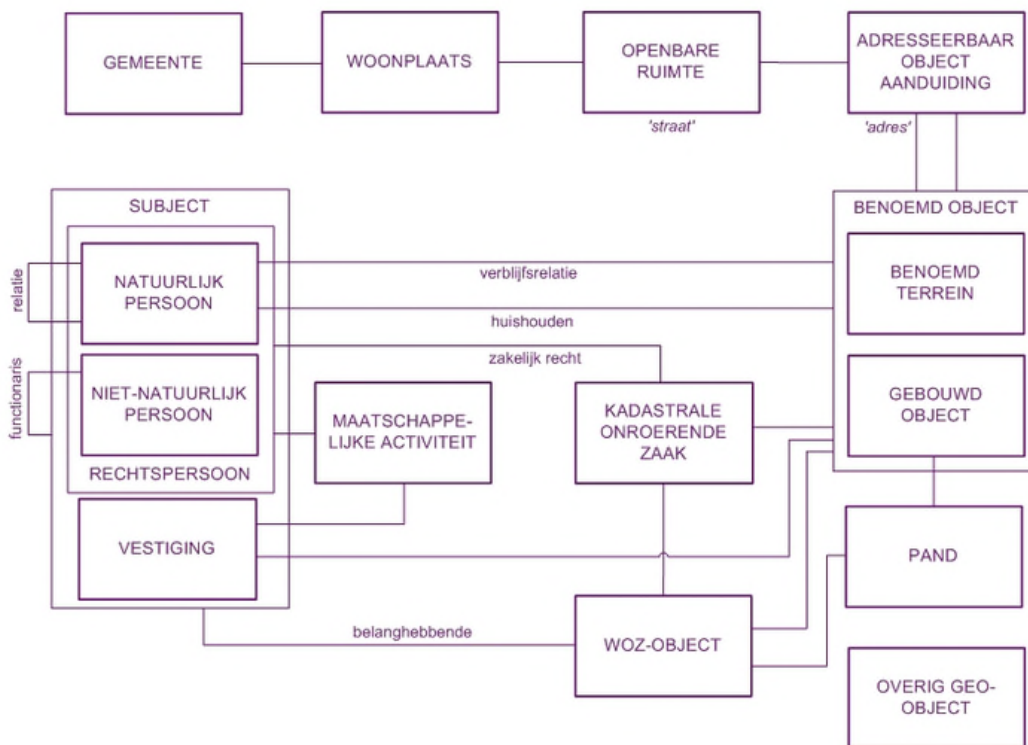 GEMEENTE
WOONPLAATS
OPENBARE
RUIMTE
ADRESSEERBAAR
OBJECT
AANDUIDING
'straat'
'adres'
SUBJECT
BENOEMD OBJECT
NATUURLIJK
PERSOON
relatie
verblijfsrelatie
BENOEMD
TERREIN
huishouden
zakelijk recht
NIET-NATUURLIJK
PERSOON
functionaris
MAATSCHAPPE-
LIJKE ACTIVITEIT
KADASTRALE
ONROERENDE
ZAAK
GEBOUWD
OBJECT
RECHTSPERSOON
VESTIGING
PAND
belanghebbende
WOZ-OBJECT
OVERIG GEO-
OBJECT